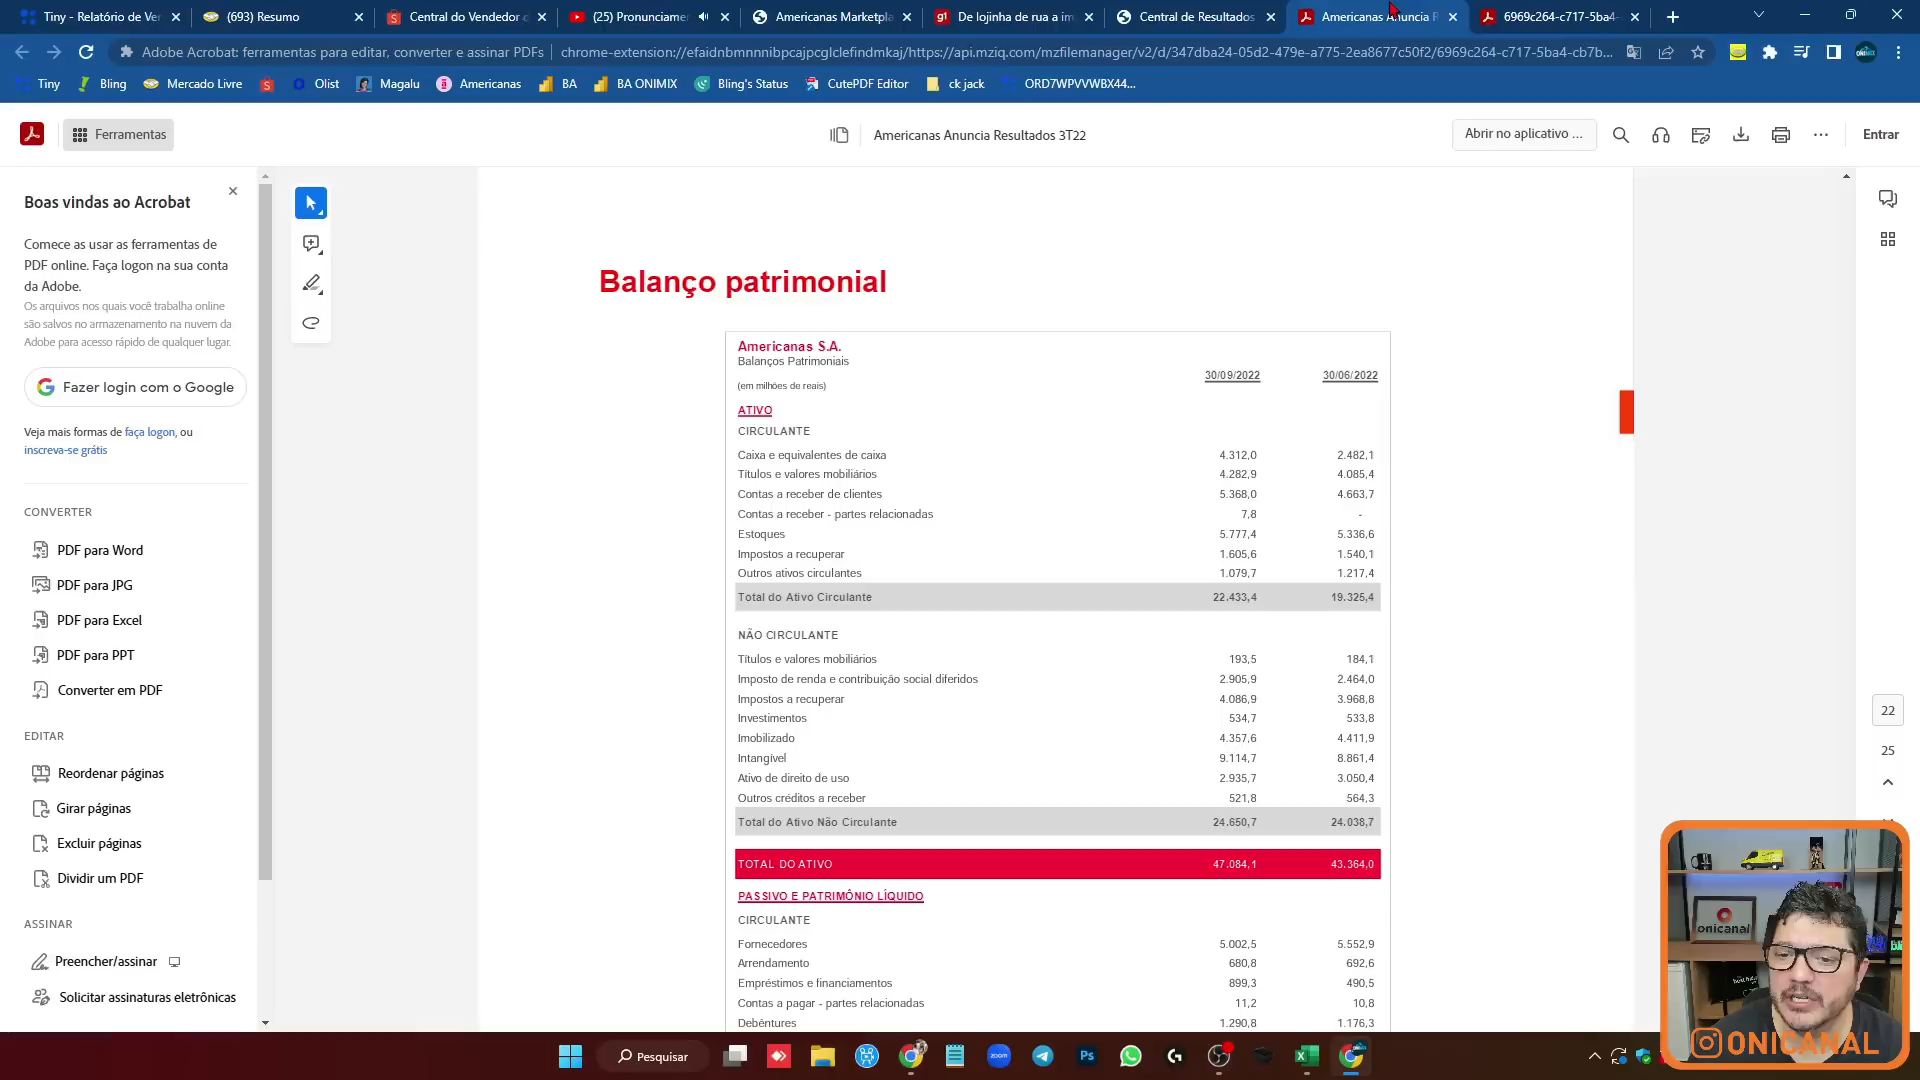 Tiny - Relatório de Ver
(693) Resumo
Central do Vendedor
(25) Pronunciame
Americanas Marketpla
De lojinha de rua a im
Central de Resultados
Americanas Anuncia R
6969c264-c717-5ba4-
Adobe Acrobat: ferramentas para editar, converter e assinar PDFs
chrome-extension://efaidnbmnnnibpcajpcglclefindmkaj/https://api.mziq.com/mzfilemanager/v2/d/347dba24-05d2-479e-a775-2ea8677c50f2/6969c264-c717-5ba4-cb7b...
Tiny
Bling
Mercado Livre
Olist
Magalu
Americanas
BA
BA ONIMIX
Bling's Status
CutePDF Editor
ck jack
ORD7WPVVWBX44...
Ferramentas
Americanas Anuncia Resultados 3T22
Abrir no aplicativo ...
Entrar
Boas vindas ao Acrobat
Comece as usar as ferramentas de
PDF online. Faça logon na sua conta
da Adobe.
Os arquivos nos quais você trabalha online
são salvos no armazenamento na nuvem da
Adobe para acesso rápido de qualquer lugar.
Fazer login com o Google
Veja mais formas de faça logon, ou
inscreva-se grátis
CONVERTER
PDF para Word
PDF para JPG
PDF para Excel
PDF para PPT
Converter em PDF
EDITAR
Reordenar páginas
Girar páginas
Excluir páginas
Dividir um PDF
ASSINAR
Preencher/assinar
Solicitar assinaturas eletrônicas
Balanço patrimonial
Americanas S.A.
Balanços Patrimoniais
(em milhões de reais) 30/09/2022 30/06/2022
ATIVO
CIRCULANTE
Caixa e equivalentes de caixa 4.312,0 2.482,1
Títulos e valores mobiliários 4.282,9 4.085,4
Contas a receber de clientes 5.368,0 4.663,7
Contas a receber - partes relacionadas 7,8 -
Estoques 5.777,4 5.336,6
Impostos a recuperar 1.605,6 1.540,1
Outros ativos circulantes 1.079,7 1.217,4
Total do Ativo Circulante 22.433,4 19.325,4
NÃO CIRCULANTE
Títulos e valores mobiliários 193,5 184,1
Imposto de renda e contribuição social diferidos 2.905,9 2.464,0
Impostos a recuperar 4.086,9 3.968,8
Investimentos 534,7 533,8
Imobilizado 4.357,6 4.411,9
Intangível 9.114,7 8.861,4
Ativo de direito de uso 2.935,7 3.050,4
Outros créditos a receber 521,8 564,3
Total do Ativo Não Circulante 24.650,7 24.038,7
TOTAL DO ATIVO 47.084,1 43.364,0
PASSIVO E PATRIMÔNIO LÍQUIDO
CIRCULANTE
Fornecedores 5.002,5 5.552,9
Arrendamento 680,8 692,6
Empréstimos e financiamentos 899,3 490,5
Contas a pagar - partes relacionadas 11,2 10,8
Debêntures 1.290,8 1.176,3
22
25
onicanal
ONICANAL
Pesquisar
zoom
Ps